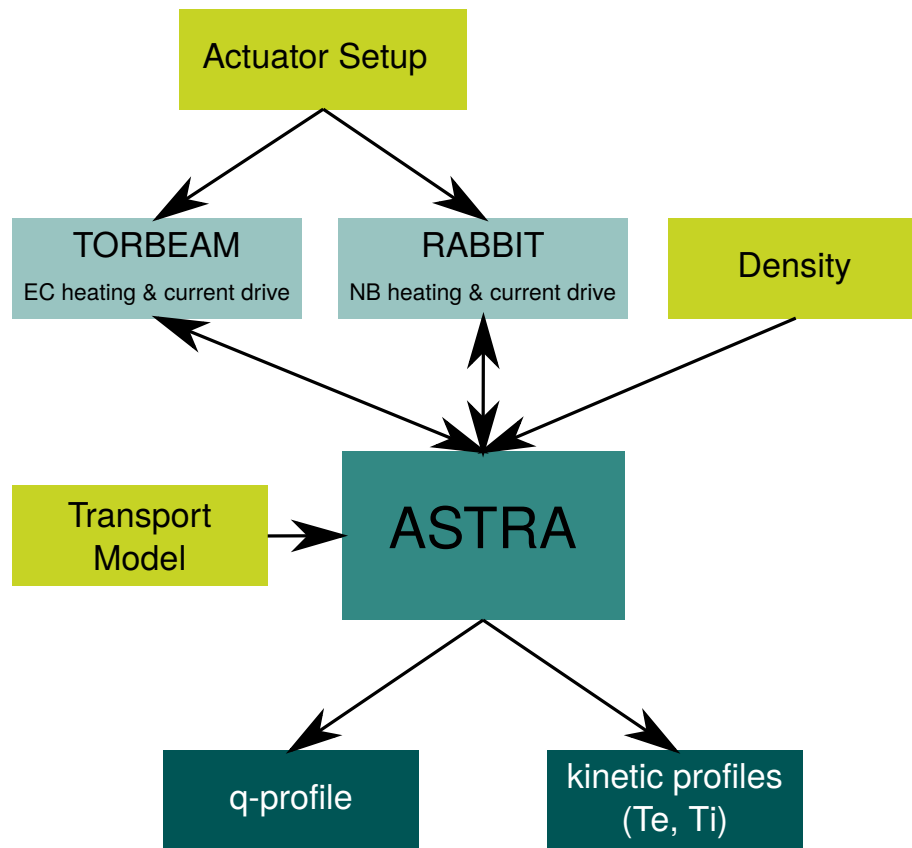 Actuator Setup
TORBEAM
EC heating & current drive
RABBIT
NB heating & current drive
Density
Transport
Model
ASTRA
q-profile
kinetic profiles
(Te, Ti)